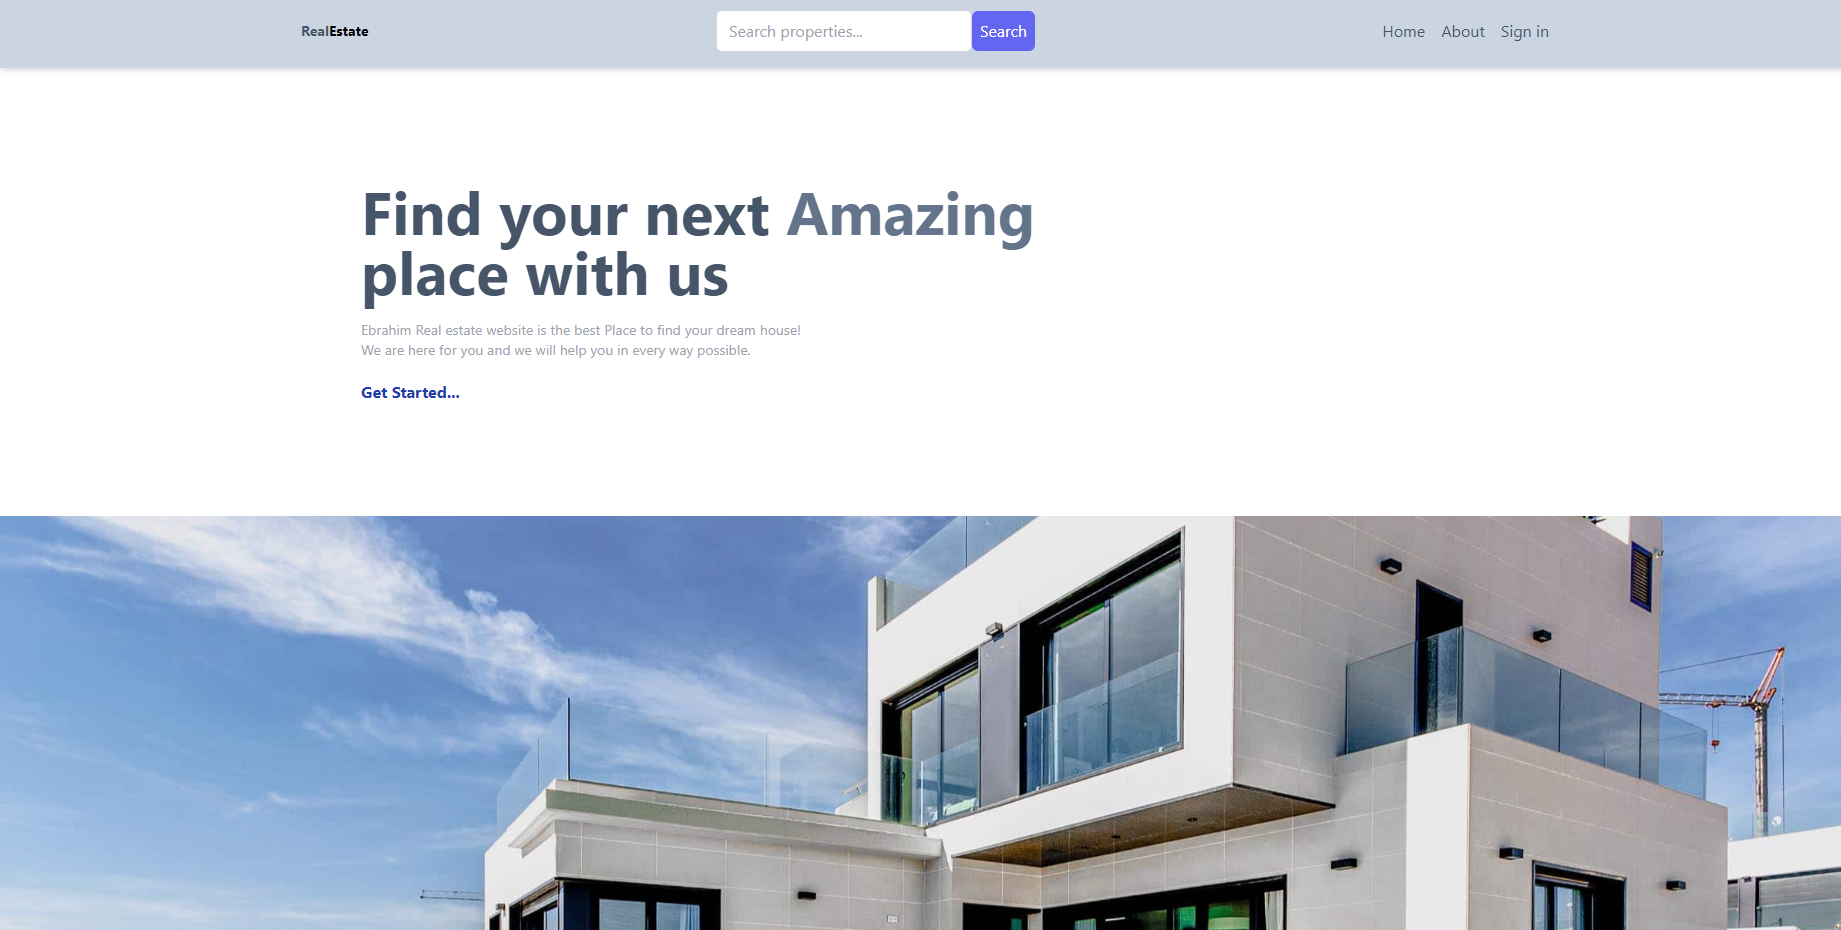 RealEstate
Search properties...
Search
Home
About
Sign in
Find your next Amazing
place with us
Ebrahim Real estate website is the best Place to find your dream house!
We are here for you and we will help you in every way possible.
Get Started...